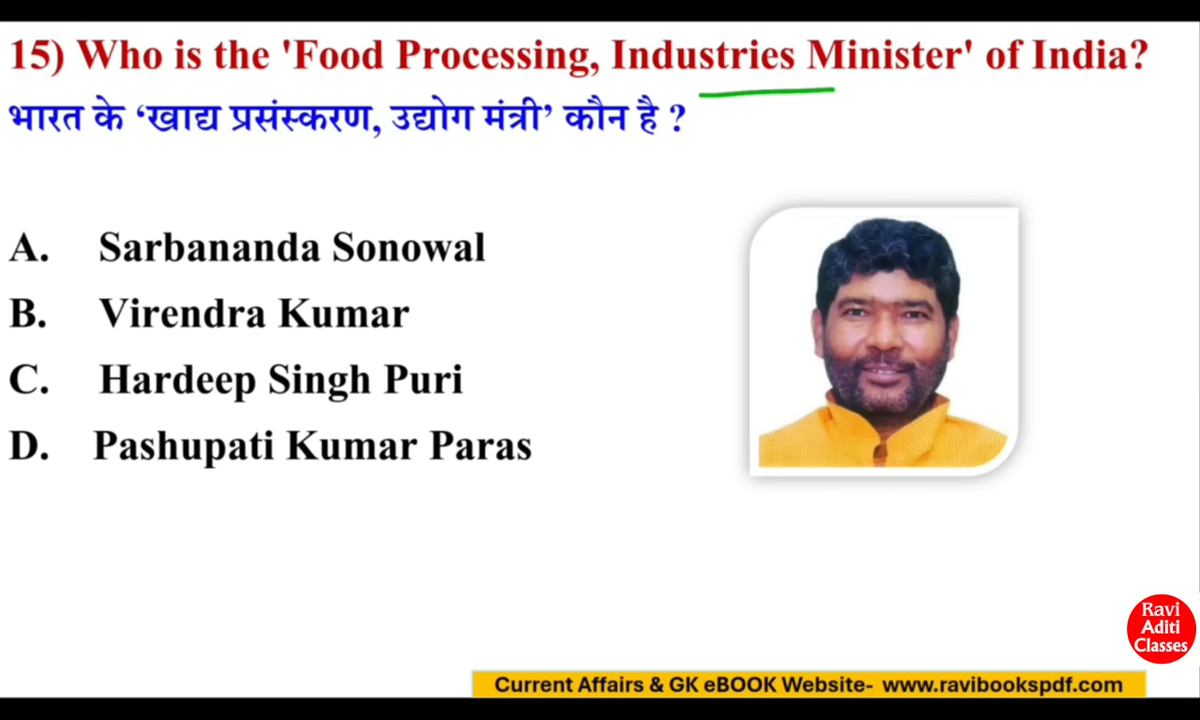 15) Who is the 'Food Processing, Industries Minister' of India?
भारत के ‘खाद्य प्रसंस्करण, उद्योग मंत्री’ कौन है ?
A. Sarbananda Sonowal
B. Virendra Kumar
C. Hardeep Singh Puri
D. Pashupati Kumar Paras
Ravi
Aditi
Classes
Current Affairs & GK eBOOK Website- www.ravibookspdf.com